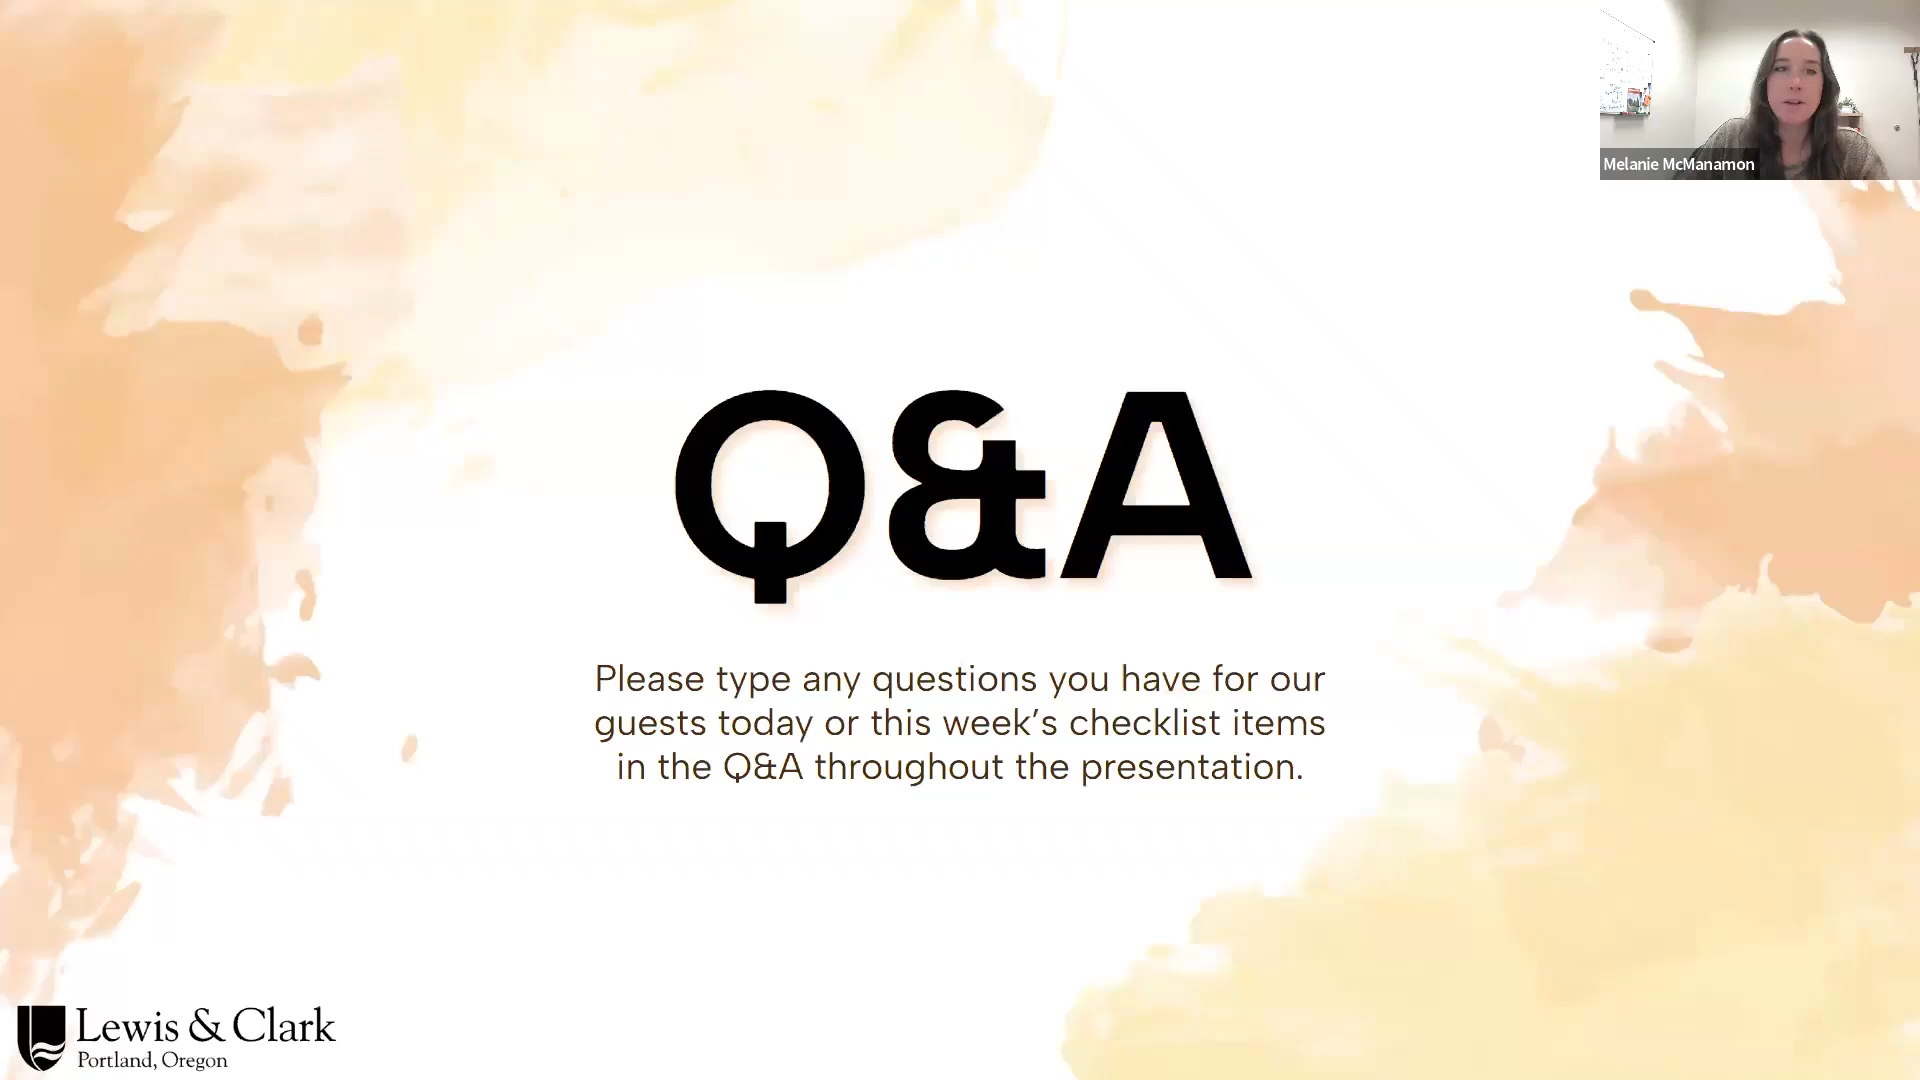 Melanie McManamon
Q&A
Please type any questions you have for our
guests today or this week’s checklist items
in the Q&A throughout the presentation.
Lewis & Clark
Portland, Oregon